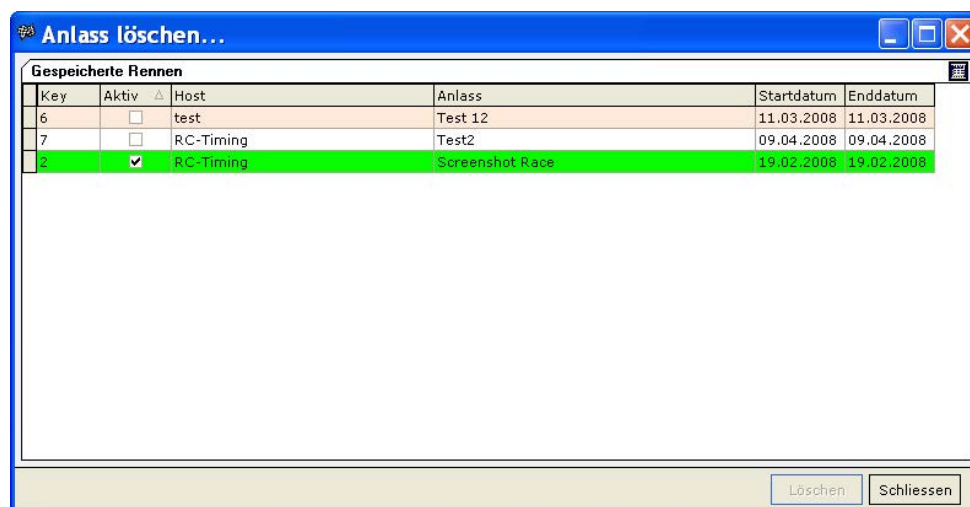 Anlass löschen...
Gespeicherte Rennen
Key Aktiv Host Anlass Startdatum Enddatum
6 test Test 12 11.03.2008 11.03.2008
7 RC-Timing Test2 09.04.2008 09.04.2008
2 RC-Timing Screenshot Race 19.02.2008 19.02.2008
Löschen Schliessen